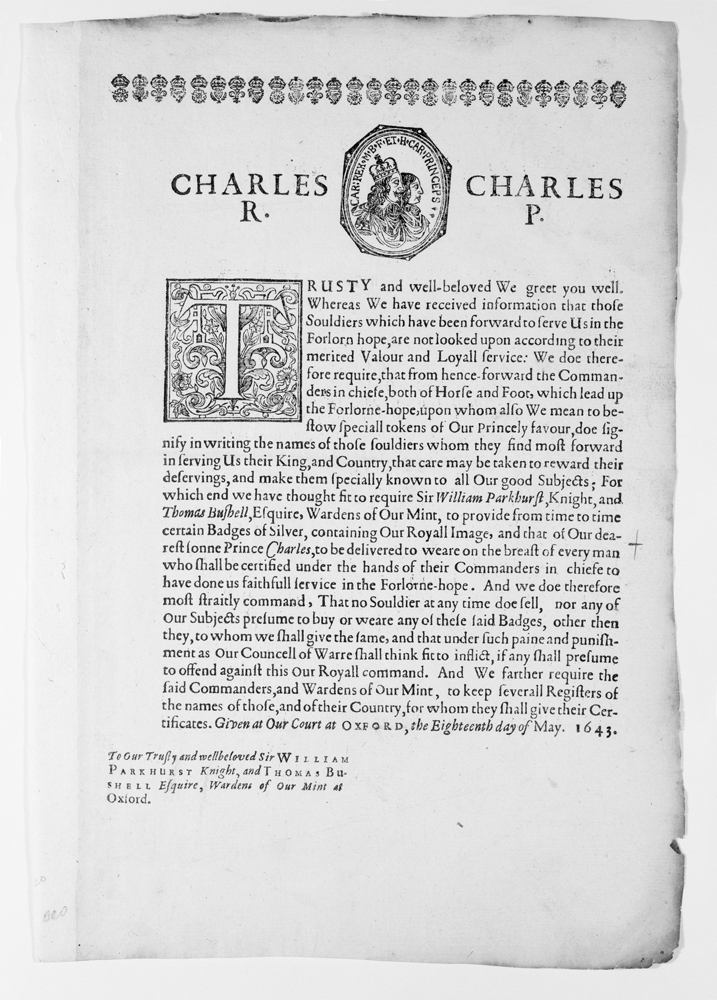 CAR·REX·M·B·F·ET·H·CAR·PRINCEPS
CHARLES R. CHARLES P.
TRUSTY and well-beloved We greet you well.
Whereas We have received information that thoſe
Souldiers which have been forward to ſerve Us in the
Forlorn hope, are not looked upon according to their
merited Valour and Loyall ſervice: We doe there-
fore require, that from hence-forward the Comman-
ders in chiefe, both of Horſe and Foot, which lead up
the Forlorne-hope, upon whom alſo We mean to be-
ſtow ſpeciall tokens of Our Princely favour, doe ſig-
nify in writing the names of thoſe ſouldiers whom they find moſt forward
in ſerving Us their King, and Country, that care may be taken to reward their
deſervings, and make them ſpecially known to all Our good Subjects; For
which end we have thought fit to require Sir William Parkhurſt, Knight, and
Thomas Buſhell, Eſquire, Wardens of Our Mint, to provide from time to time
certain Badges of Silver, containing Our Royall Image, and that of Our dea-
reſt ſonne Prince Charles, to be delivered to weare on the breaſt of every man
who ſhall be certified under the hands of their Commanders in chiefe to
have done us faithfull ſervice in the Forlorne-hope. And we doe therefore
moſt ſtraitly command, That no Souldier at any time doe ſell, nor any of
Our Subjects preſume to buy or weare any of theſe ſaid Badges, other then
they, to whom we ſhall give the ſame, and that under ſuch paine and puniſh-
ment as Our Councell of Warre ſhall think fit to inflict, if any ſhall preſume
to offend againſt this Our Royall command. And We farther require the
ſaid Commanders, and Wardens of Our Mint, to keep ſeverall Regiſters of
the names of thoſe, and of their Country, for whom they ſhall give their Cer-
tificates. Given at Our Court at OXFORD, the Eighteenth day of May. 1643.
To Our Truſty and wellbeloved Sir WILLIAM
PARKHURST Knight, and THOMAS BU-
SHELL Eſquire, Wardens of Our Mint at
Oxford.